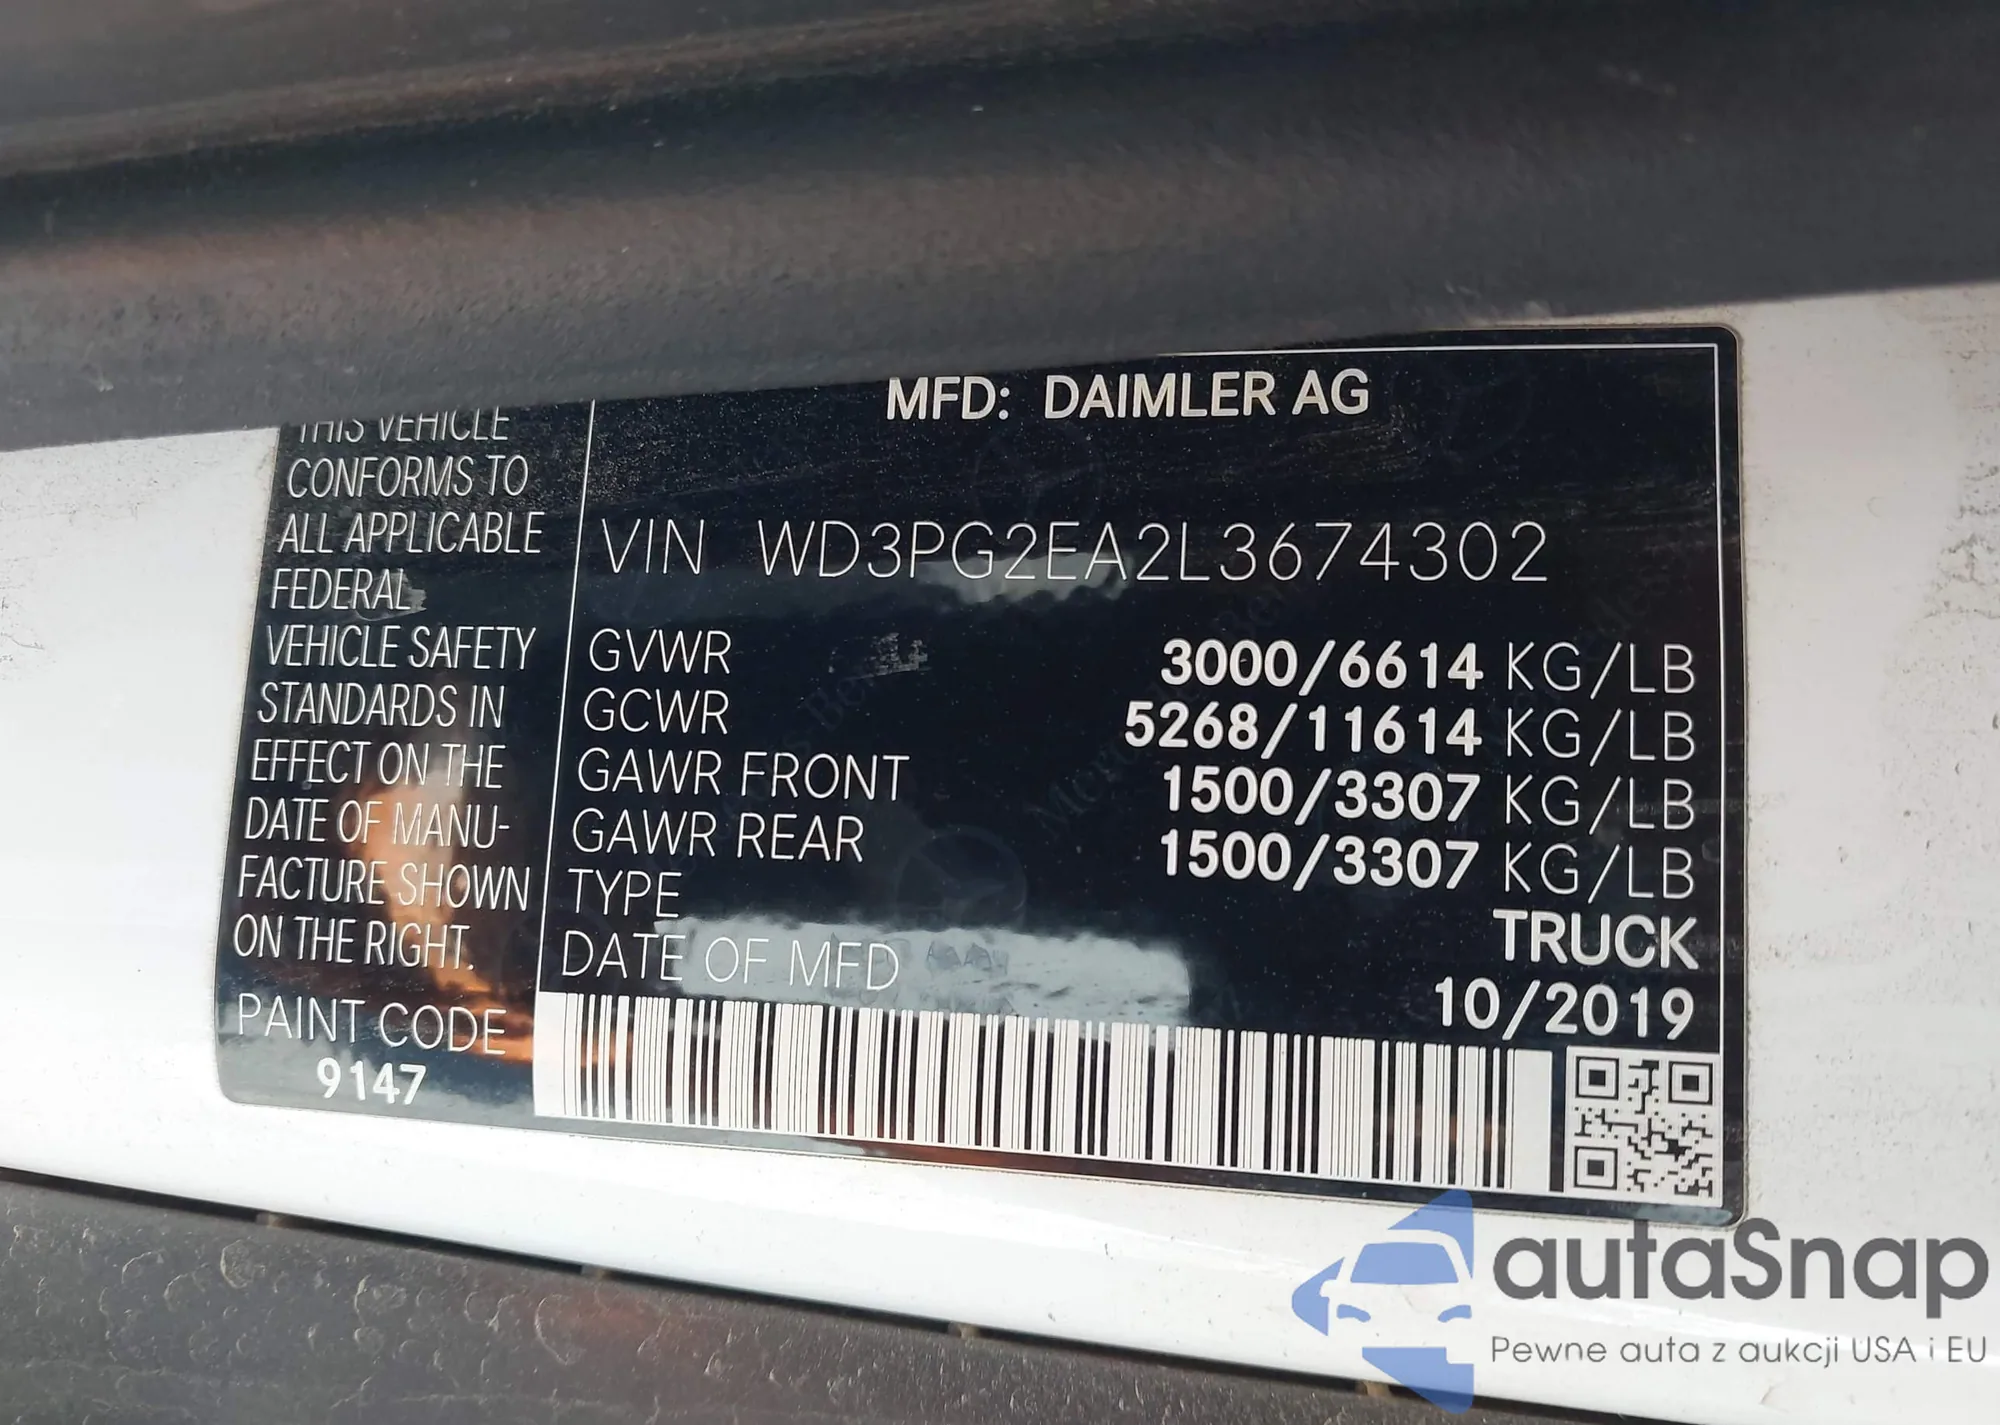 MFD: DAIMLER AG
THIS VEHICLE
CONFORMS TO
ALL APPLICABLE
FEDERAL
VEHICLE SAFETY
STANDARDS IN
EFFECT ON THE
DATE OF MANU-
FACTURE SHOWN
ON THE RIGHT.
PAINT CODE
9147
VIN WD3PG2EA2L3674302
GVWR 3000/6614 KG/LB
GCWR 5268/11614 KG/LB
GAWR FRONT 1500/3307 KG/LB
GAWR REAR 1500/3307 KG/LB
TYPE TRUCK
DATE OF MFD 10/2019
autaSnap
Pewne auta z aukcji USA i EU